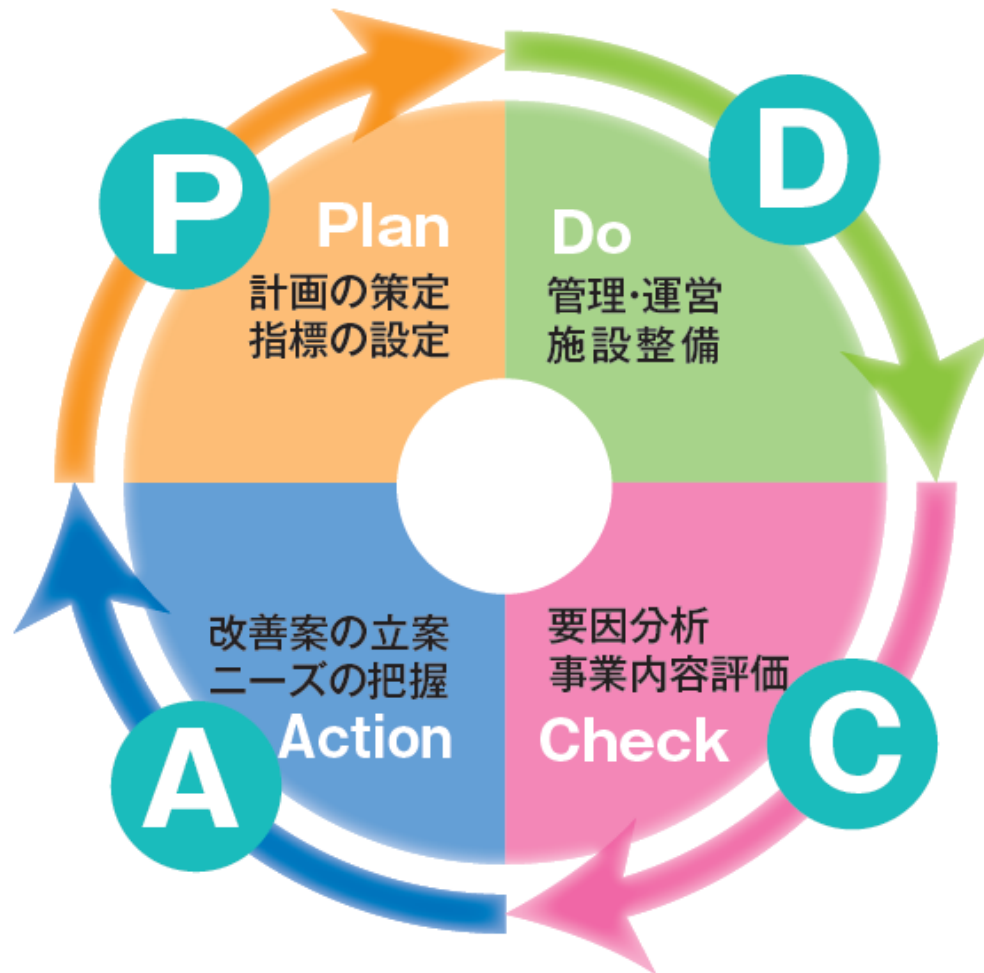 P
Plan
計画の策定
指標の設定
D
Do
管理・運営
施設整備
C
要因分析
事業内容評価
Check
A
改善案の立案
ニーズの把握
Action